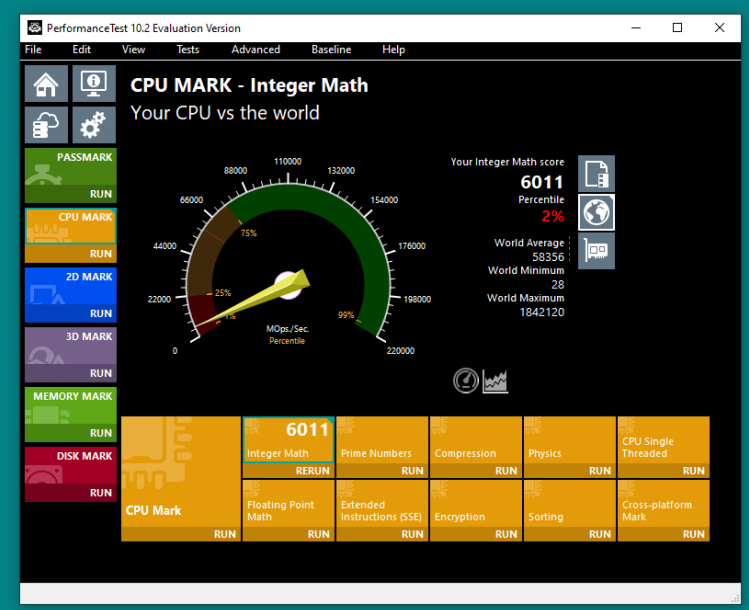 PerformanceTest 10.2 Evaluation Version
File Edit View Tests Advanced Baseline Help
CPU MARK - Integer Math
Your CPU vs the world
PASSMARK
RUN
CPU MARK
RUN
2D MARK
RUN
3D MARK
RUN
MEMORY MARK
RUN
DISK MARK
RUN
0
22000
44000
66000
88000
110000
132000
154000
176000
198000
220000
1%
25%
75%
99%
MOps./Sec.
Percentile
Your Integer Math score
6011
Percentile
2%
World Average
58356
World Minimum
28
World Maximum
1842120
CPU Mark
RUN
6011
Integer Math
RERUN
Prime Numbers
RUN
Compression
RUN
Physics
RUN
CPU Single
Threaded
RUN
Floating Point
Math
RUN
Extended
Instructions (SSE)
RUN
Encryption
RUN
Sorting
RUN
Cross-platform
Mark
RUN